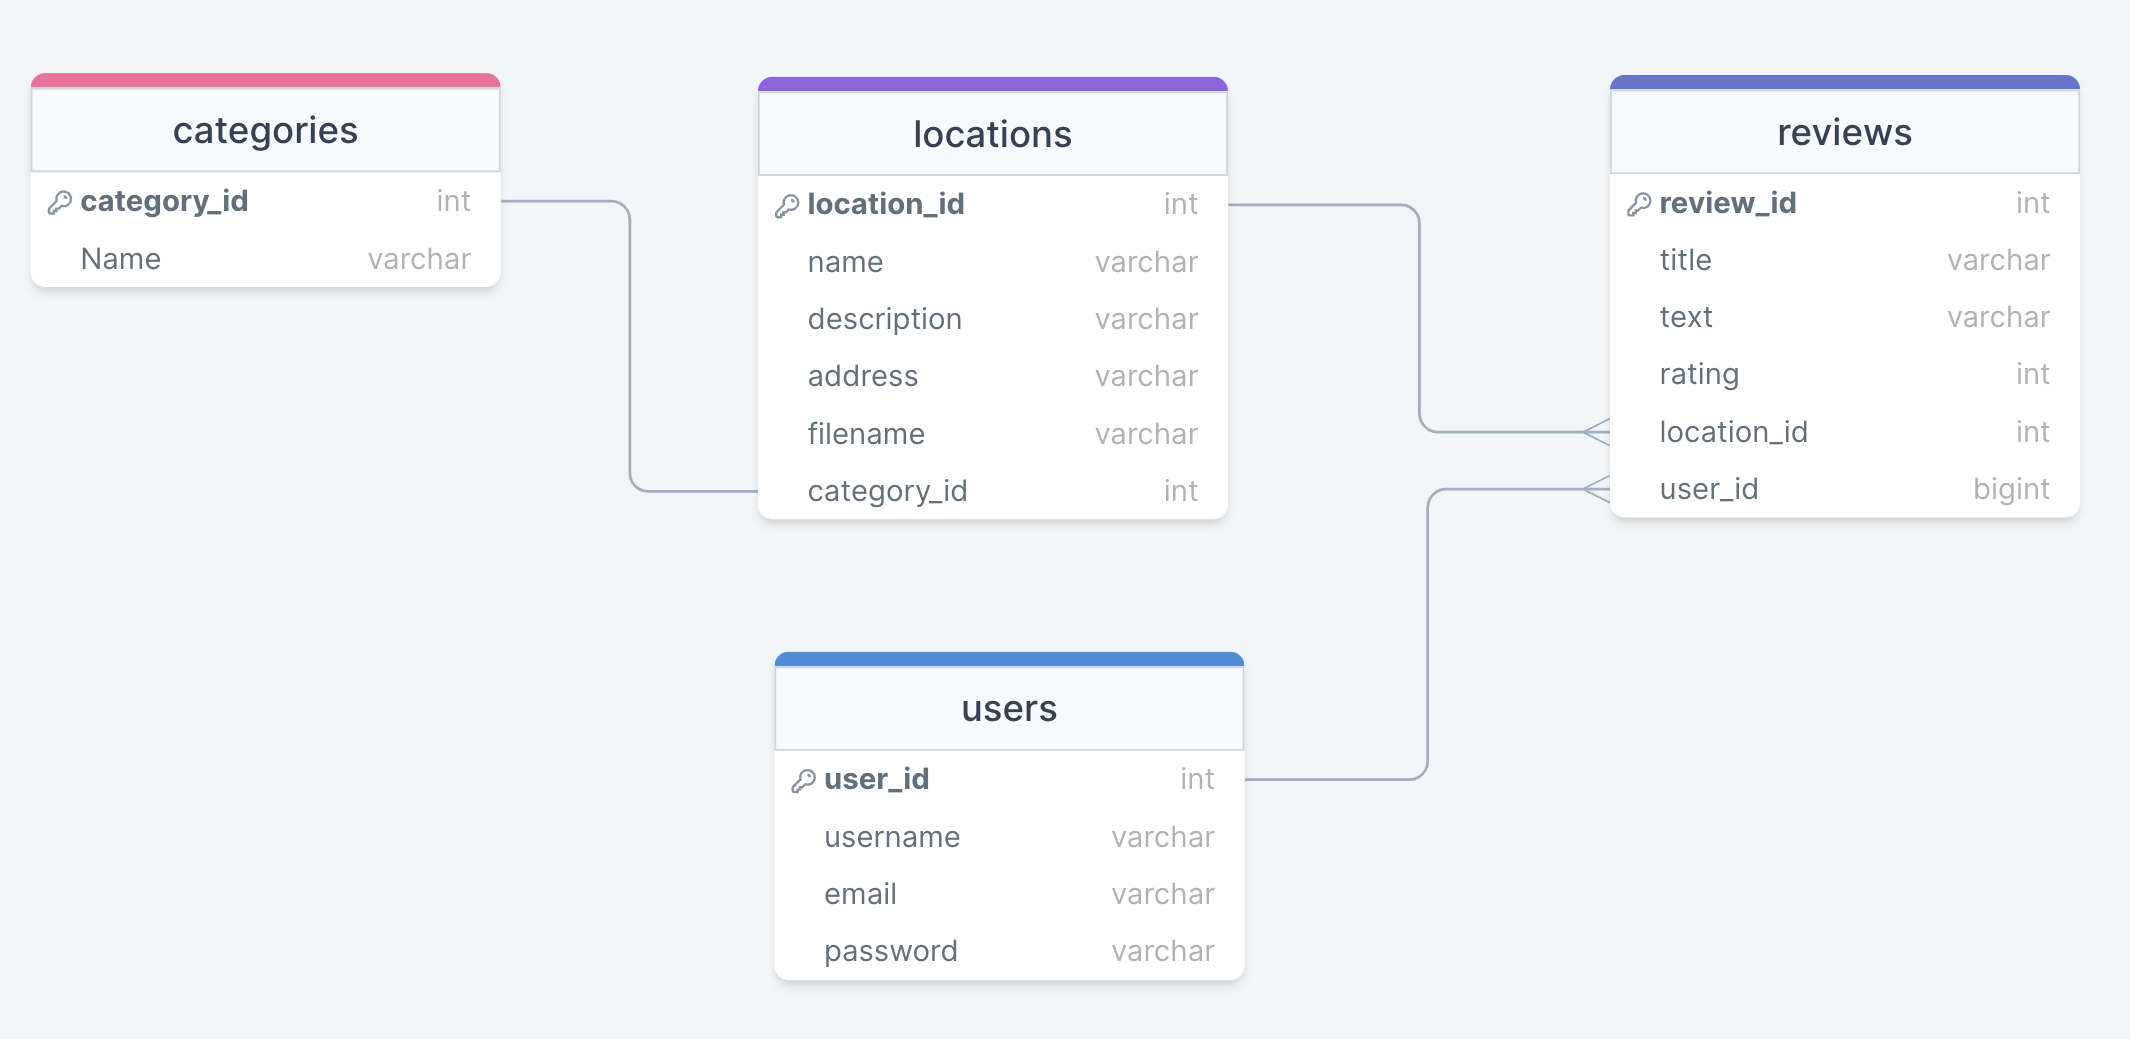 categories
category_id int
Name varchar
locations
location_id int
name varchar
description varchar
address varchar
filename varchar
category_id int
reviews
review_id int
title varchar
text varchar
rating int
location_id int
user_id bigint
users
user_id int
username varchar
email varchar
password varchar